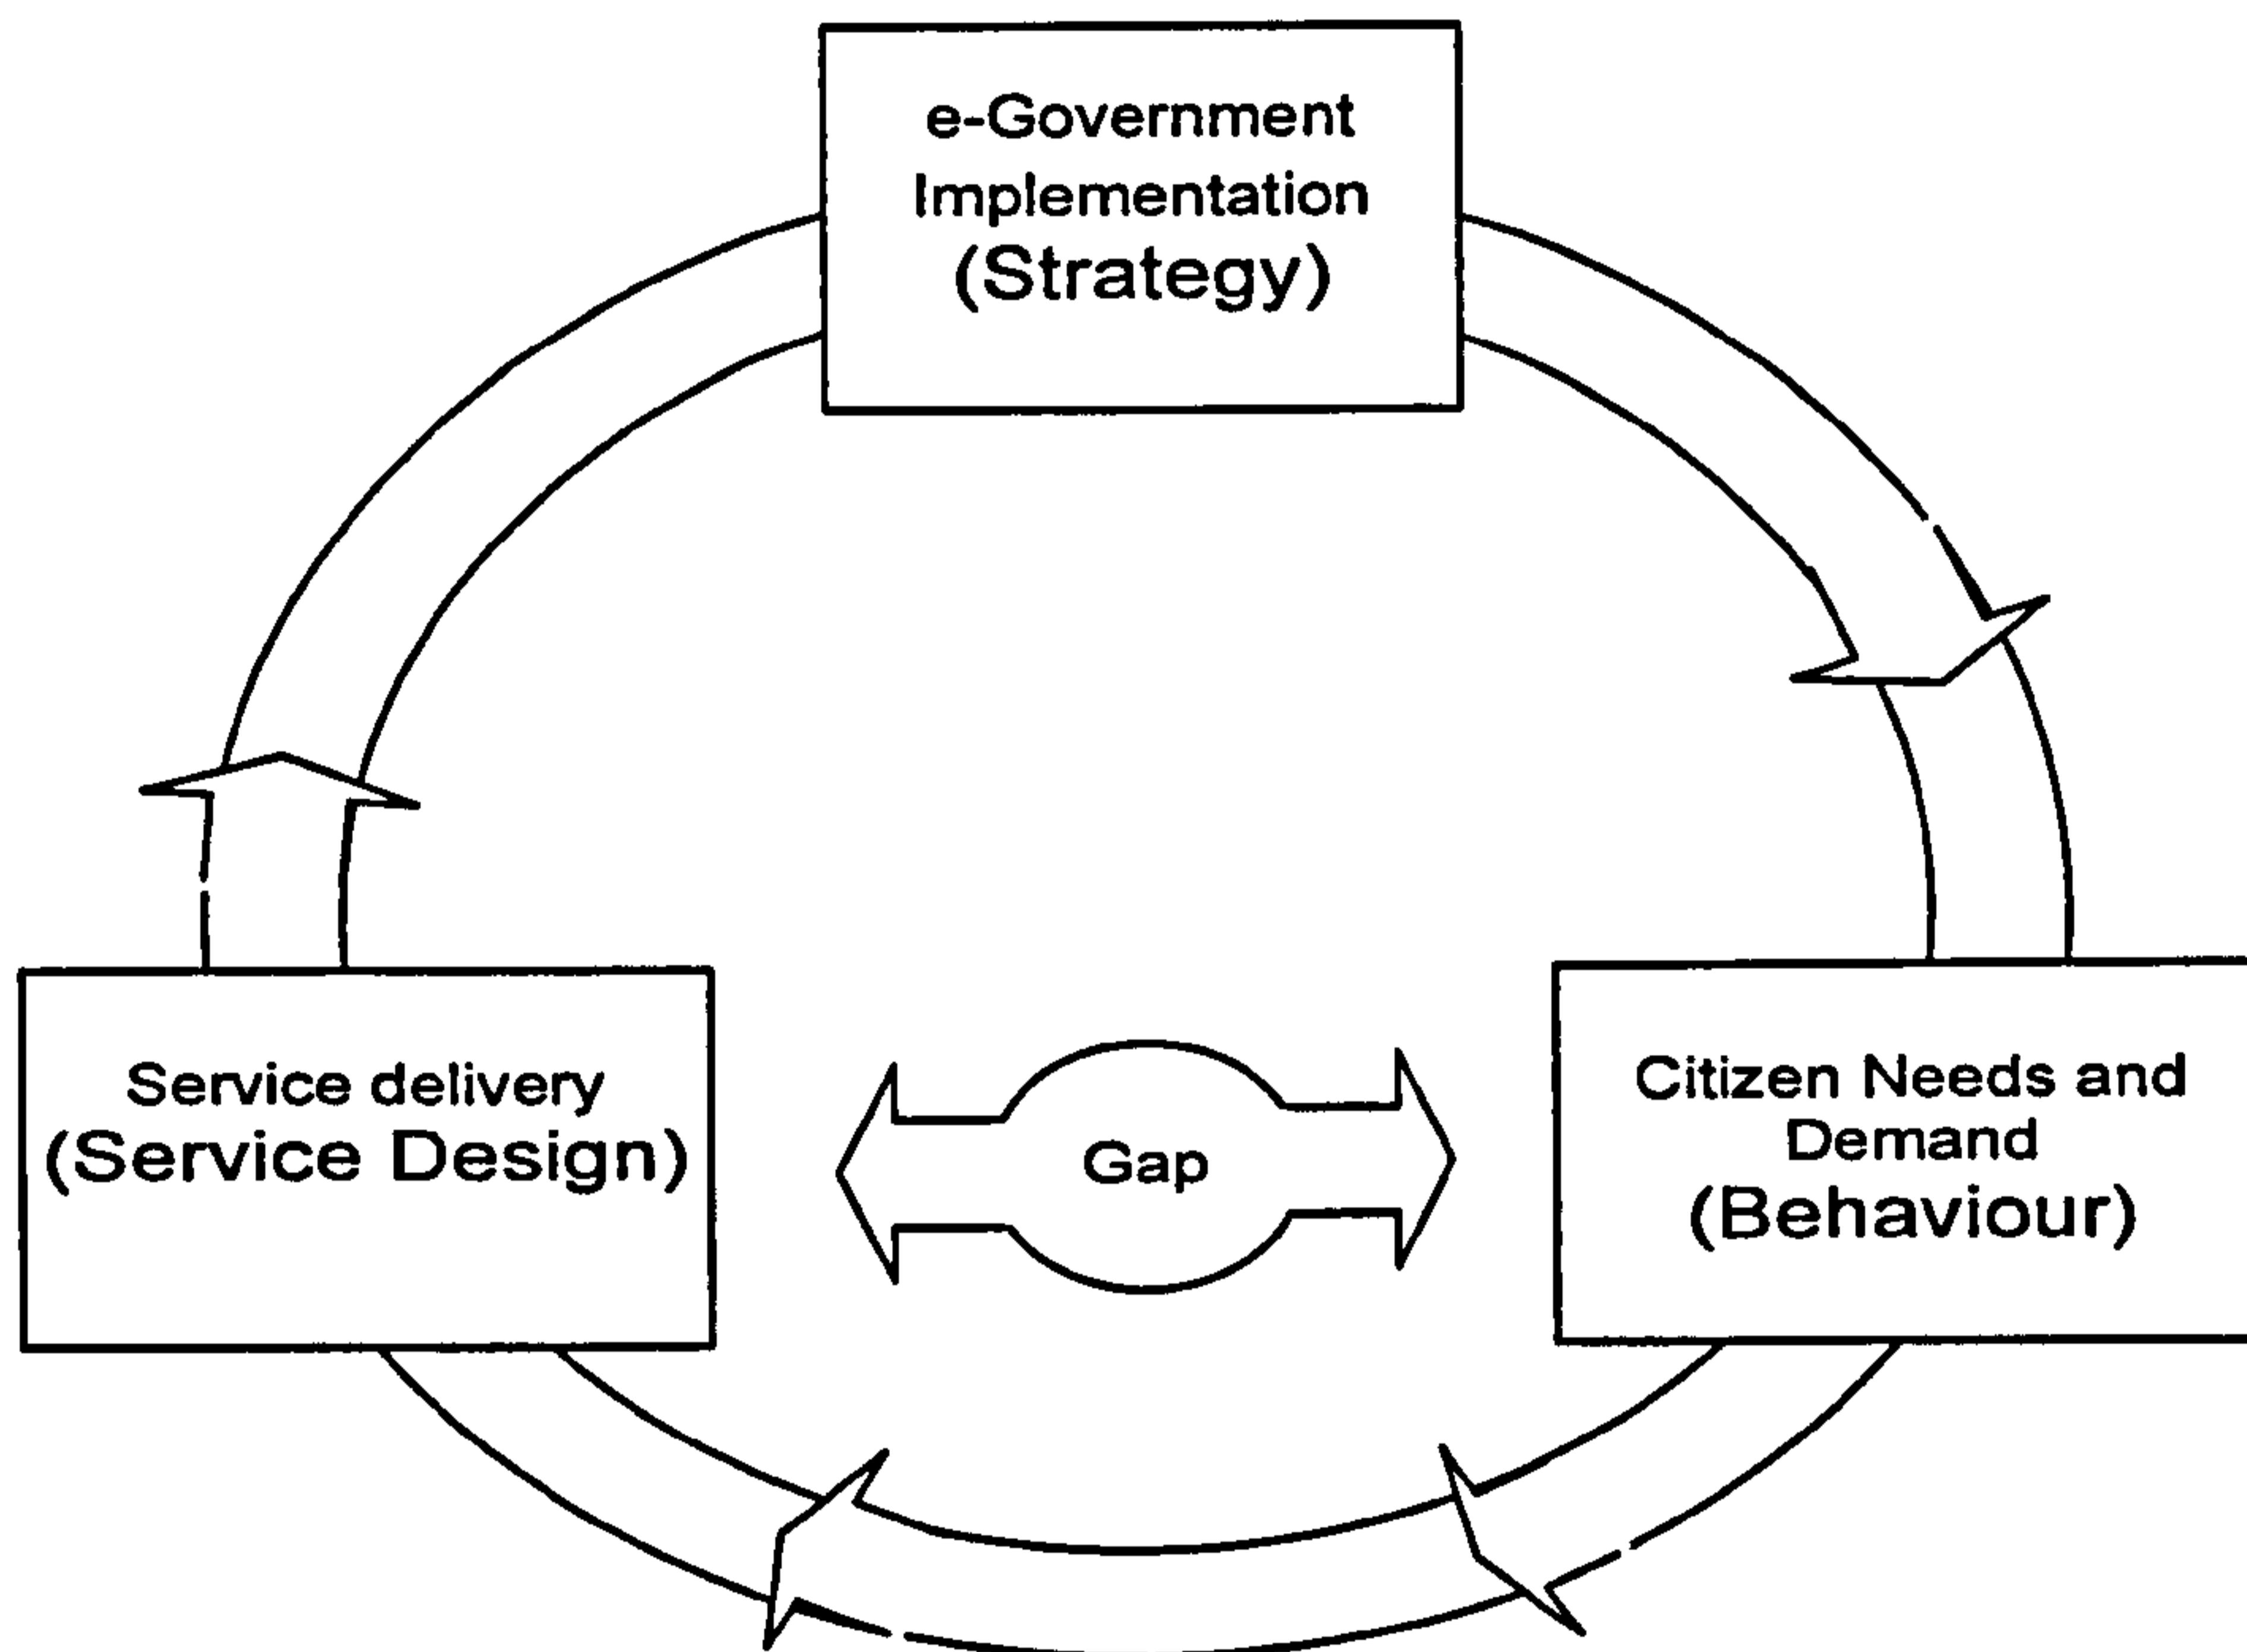 e-Government
Implementation
(Strategy)
Service delivery
(Service Design)
Gap
Citizen Needs and
Demand
(Behaviour)